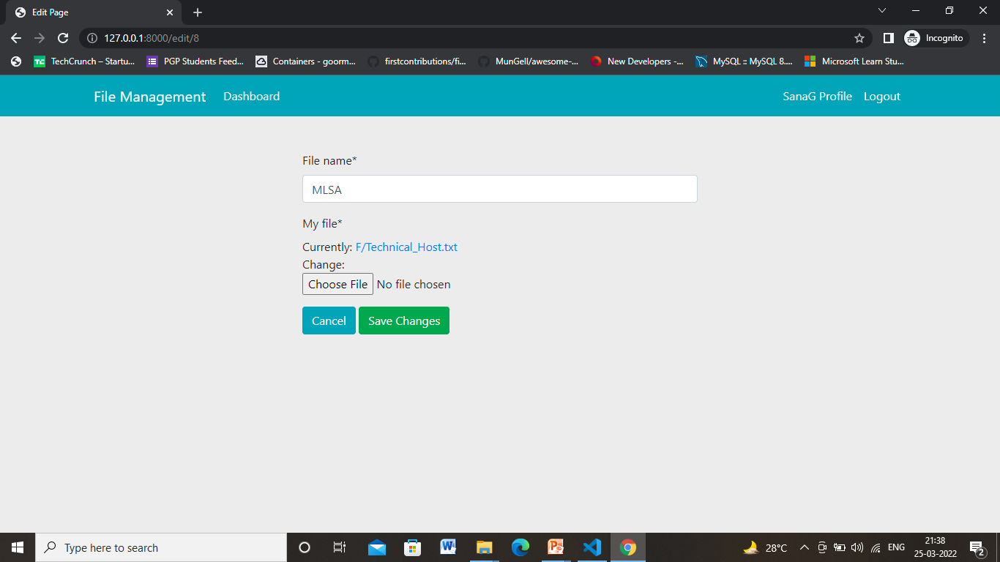 Edit Page
127.0.0.1:8000/edit/8
Incognito
TC TechCrunch – Startu... PGP Students Feed... Containers - goorm... firstcontributions/fi... MunGell/awesome-... New Developers -... MySQL :: MySQL 8.... Microsoft Learn Stu...
File Management Dashboard SanaG Profile Logout
File name*
MLSA
My file*
Currently: F/Technical_Host.txt
Change:
Choose File No file chosen
Cancel Save Changes
Type here to search
28°C ENG
21:38
25-03-2022
2